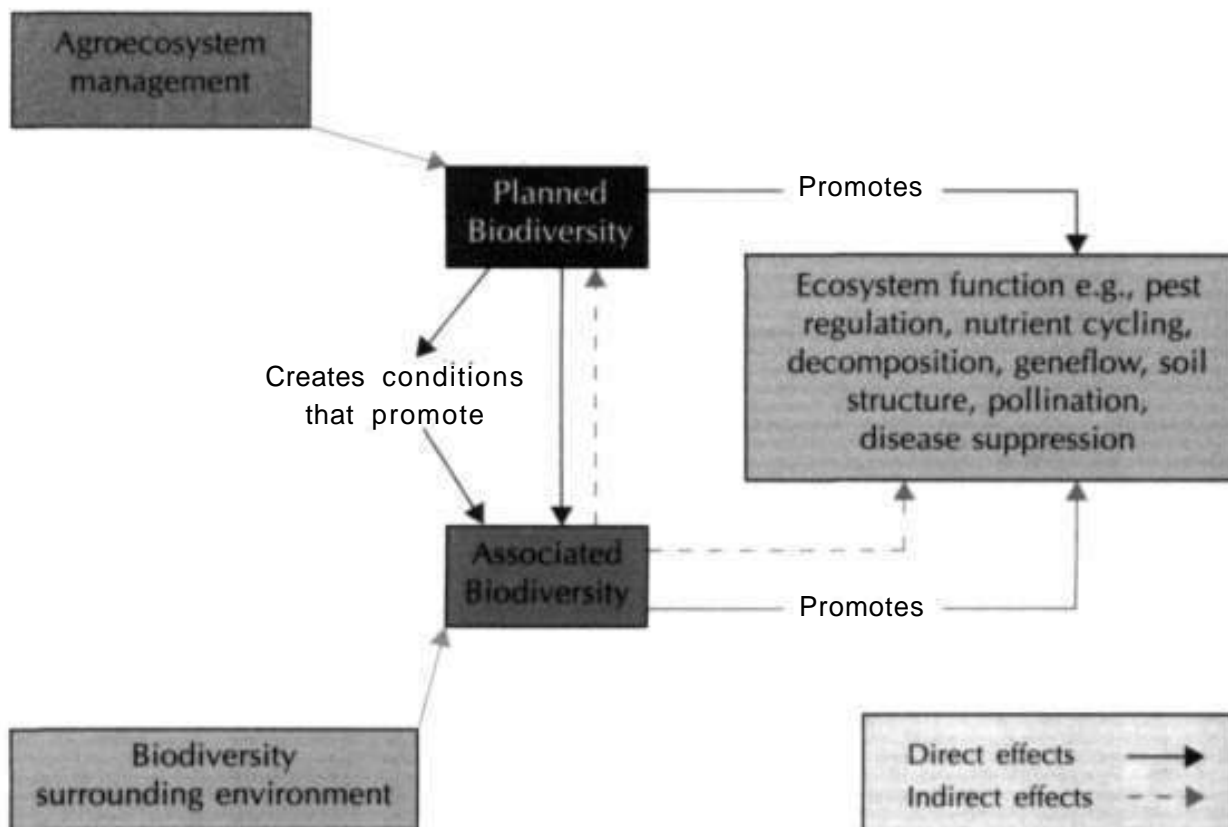 Agroecosystem
management
Planned
Biodiversity
Promotes
Ecosystem function e.g., pest
regulation, nutrient cycling,
decomposition, geneflow, soil
structure, pollination,
disease suppression
Creates conditions
that promote
Associated
Biodiversity
Promotes
Biodiversity
surrounding environment
Direct effects
Indirect effects